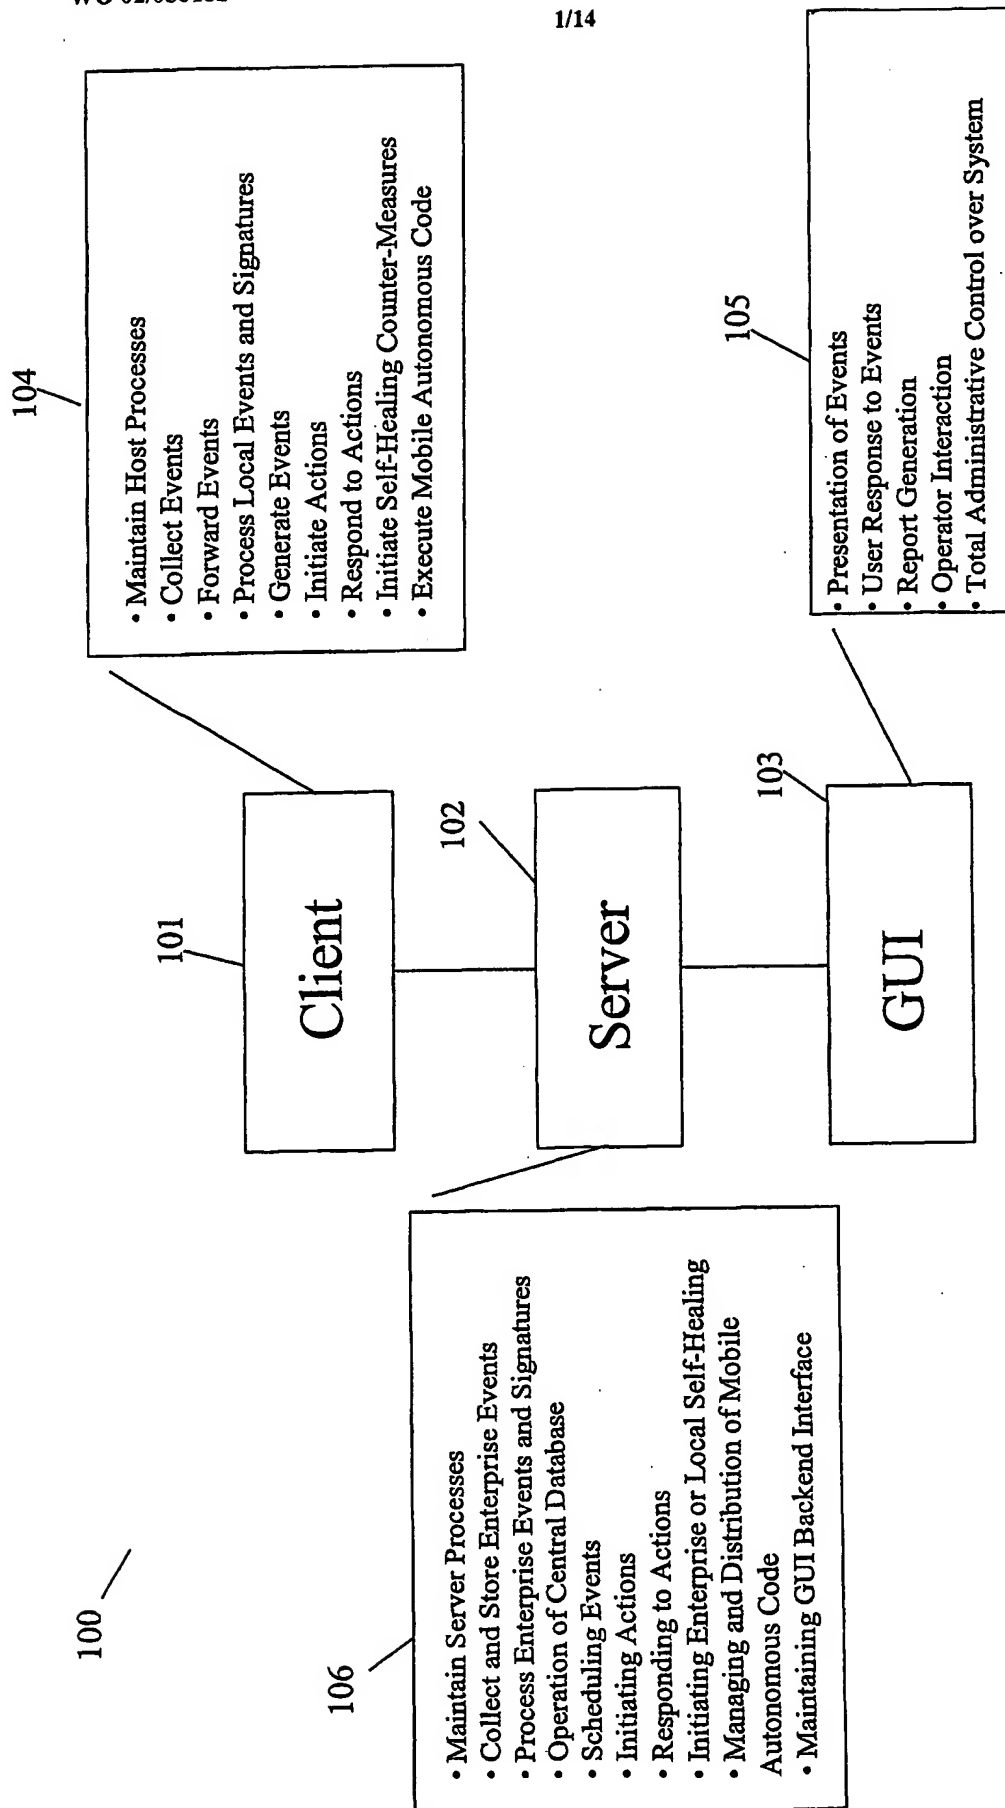 1/14
100
104
• Maintain Host Processes
• Collect Events
• Forward Events
• Process Local Events and Signatures
• Generate Events
• Initiate Actions
• Respond to Actions
• Initiate Self-Healing Counter-Measures
• Execute Mobile Autonomous Code
101
Client
106
• Maintain Server Processes
• Collect and Store Enterprise Events
• Process Enterprise Events and Signatures
• Operation of Central Database
• Scheduling Events
• Initiating Actions
• Responding to Actions
• Initiating Enterprise or Local Self-Healing
• Managing and Distribution of Mobile
Autonomous Code
• Maintaining GUI Backend Interface
102
Server
105
• Presentation of Events
• User Response to Events
• Report Generation
• Operator Interaction
• Total Administrative Control over System
103
GUI